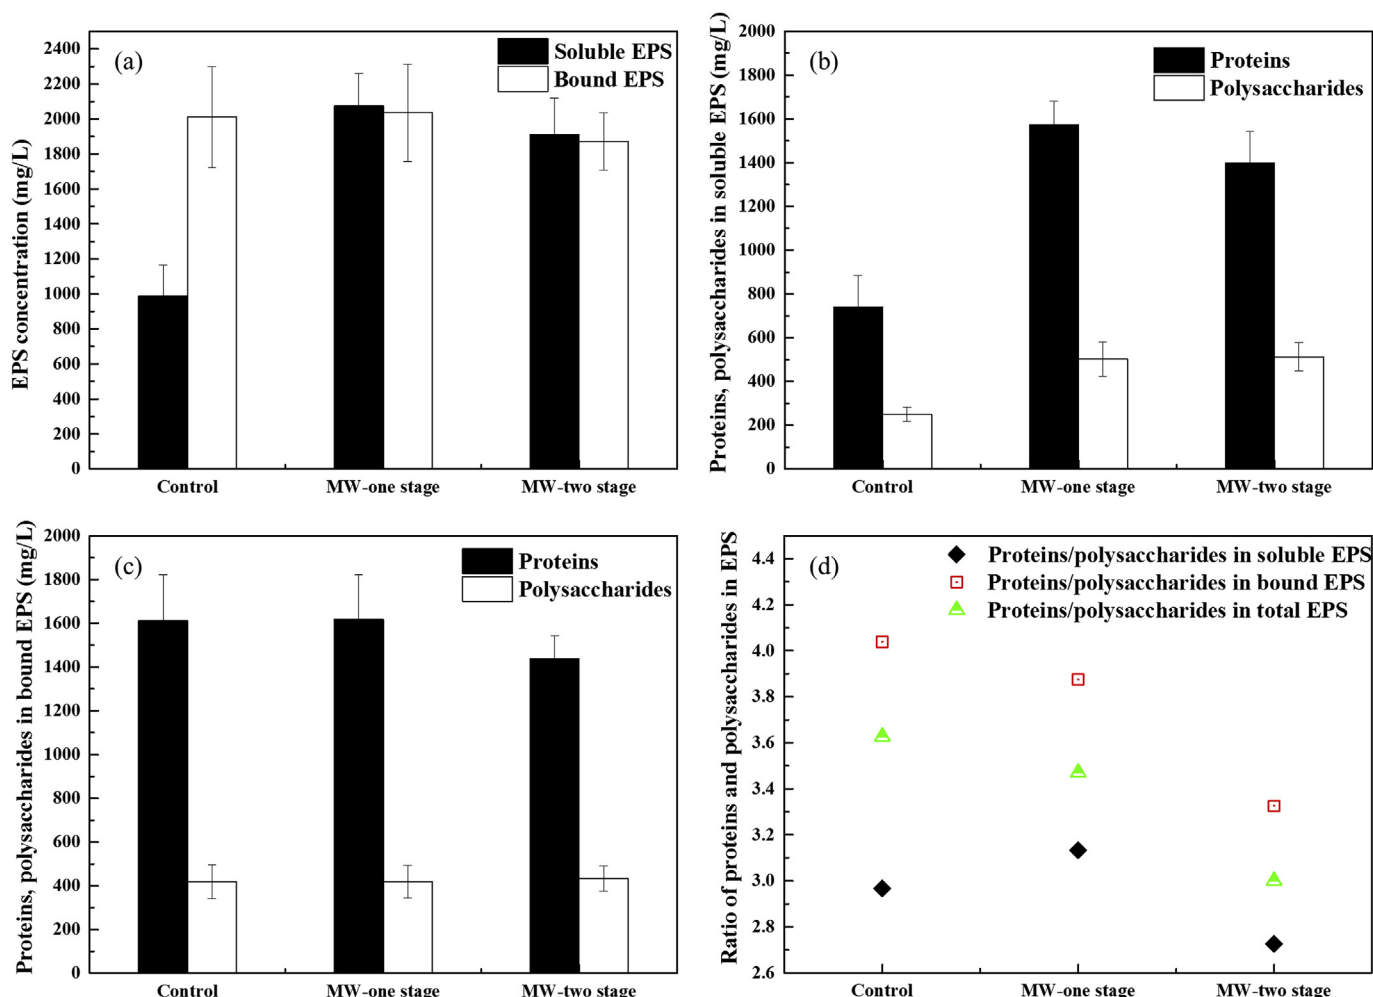 (a)
Soluble EPS
Bound EPS
EPS concentration (mg/L)
2400
2200
2000
1800
1600
1400
1200
1000
800
600
400
200
0
Control
MW-one stage
MW-two stage
(b)
Proteins
Polysaccharides
Proteins, polysaccharides in soluble EPS (mg/L)
2000
1800
1600
1400
1200
1000
800
600
400
200
0
Control
MW-one stage
MW-two stage
(c)
Proteins
Polysaccharides
Proteins, polysaccharides in bound EPS (mg/L)
2000
1800
1600
1400
1200
1000
800
600
400
200
0
Control
MW-one stage
MW-two stage
(d)
Proteins/polysaccharides in soluble EPS
Proteins/polysaccharides in bound EPS
Proteins/polysaccharides in total EPS
Ratio of proteins and polysaccharides in EPS
4.4
4.2
4.0
3.8
3.6
3.4
3.2
3.0
2.8
2.6
Control
MW-one stage
MW-two stage